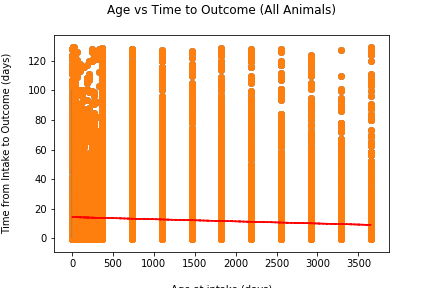 Age vs Time to Outcome (All Animals)
Time from Intake to Outcome (days)
120
100
80
60
40
20
0
0 500 1000 1500 2000 2500 3000 3500
Age at intake (days)